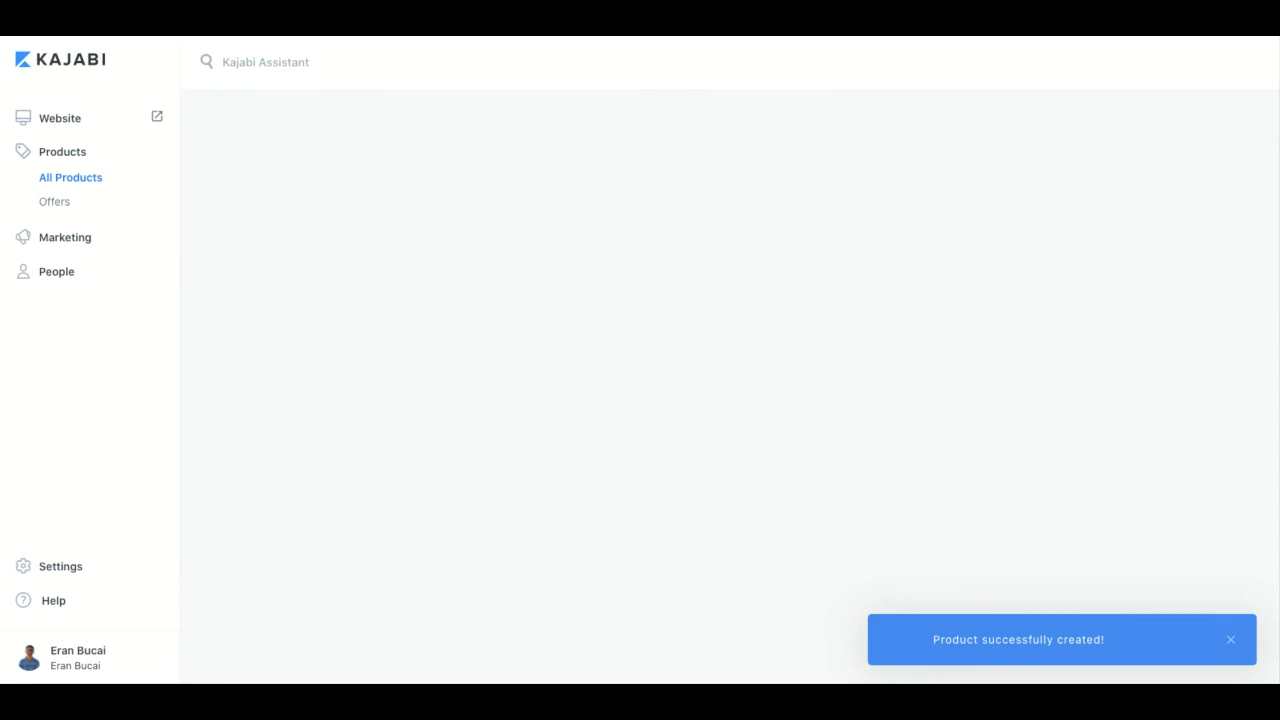 KAJABI
Kajabi Assistant
Website
Products
All Products
Offers
Marketing
People
Settings
? Help
Eran Bucai
Eran Bucai
Product successfully created!